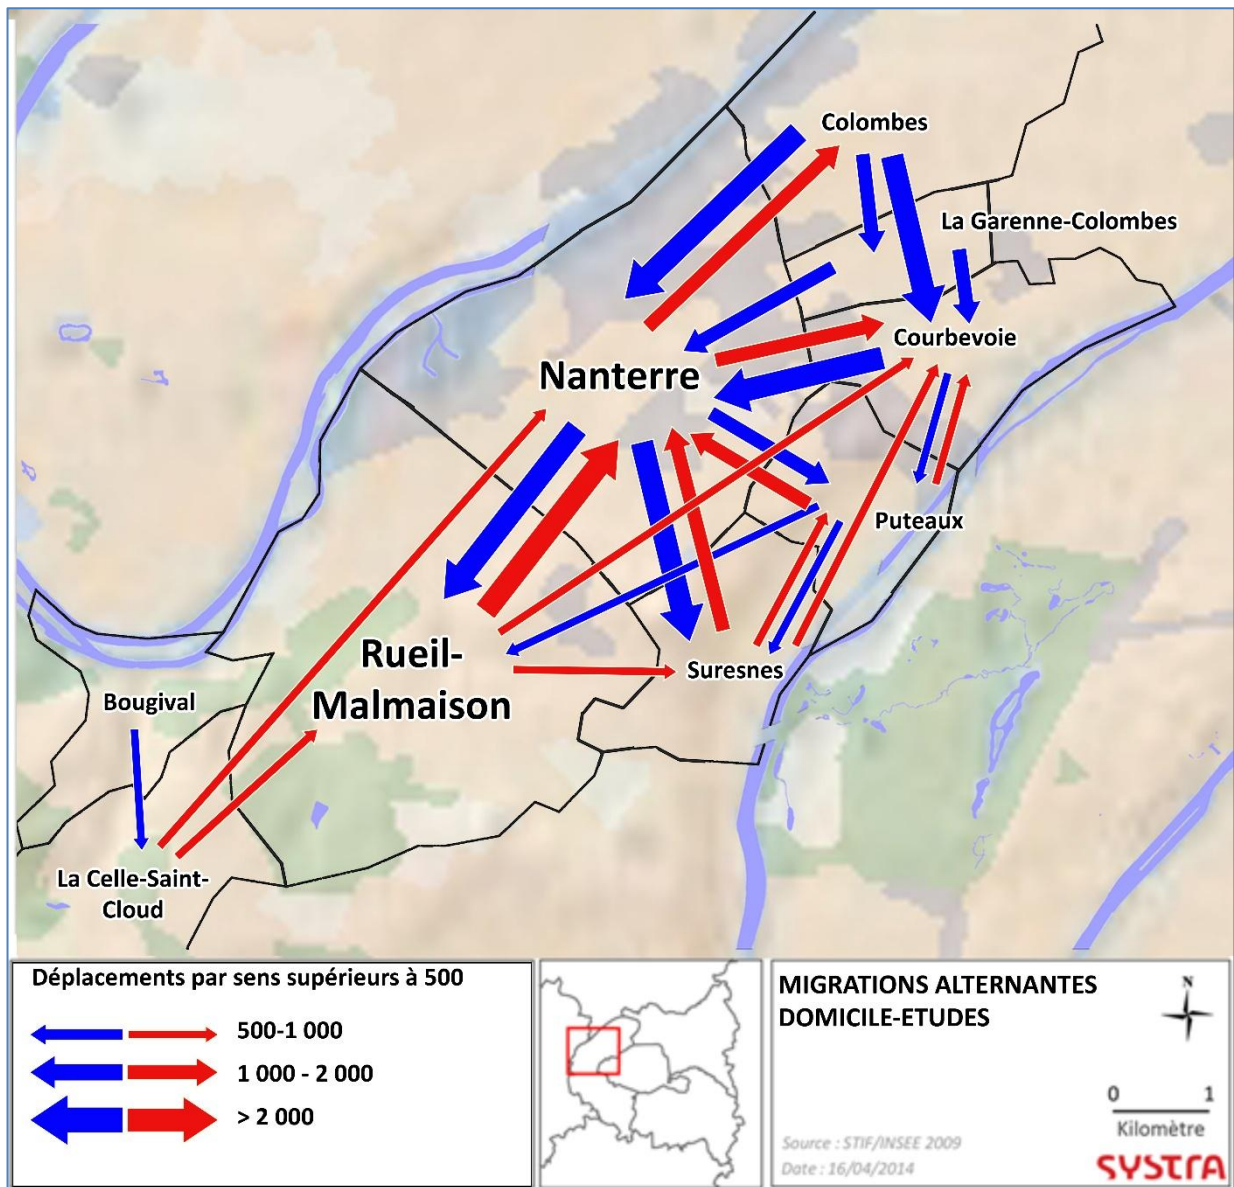 Colombes
La Garenne-Colombes
Courbevoie
Nanterre
Puteaux
Rueil-
Malmaison
Suresnes
Bougival
La Celle-Saint-
Cloud
Déplacements par sens supérieurs à 500
500-1 000
1 000 - 2 000
> 2 000
MIGRATIONS ALTERNANTES
DOMICILE-ETUDES
N
0 1
Kilomètre
Source : STIF/INSEE 2009
Date : 16/04/2014
SYSTRA